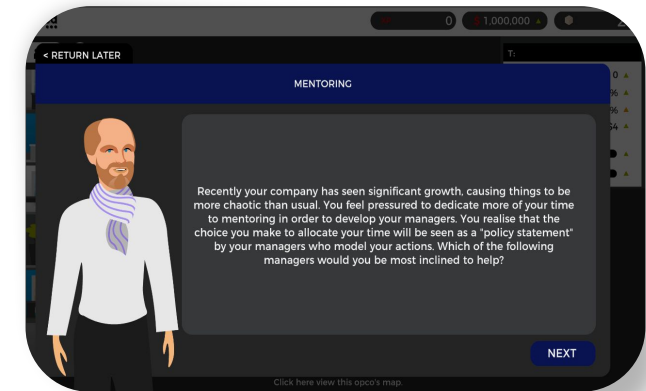 0
1,000,000
< RETURN LATER
T:
MENTORING
0
%
%
64
Recently your company has seen significant growth, causing things to be
more chaotic than usual. You feel pressured to dedicate more of your time
to mentoring in order to develop your managers. You realise that the
choice you make to allocate your time will be seen as a "policy statement"
by your managers who model your actions. Which of the following
managers would you be most inclined to help?
NEXT
Click here view this opco's map.